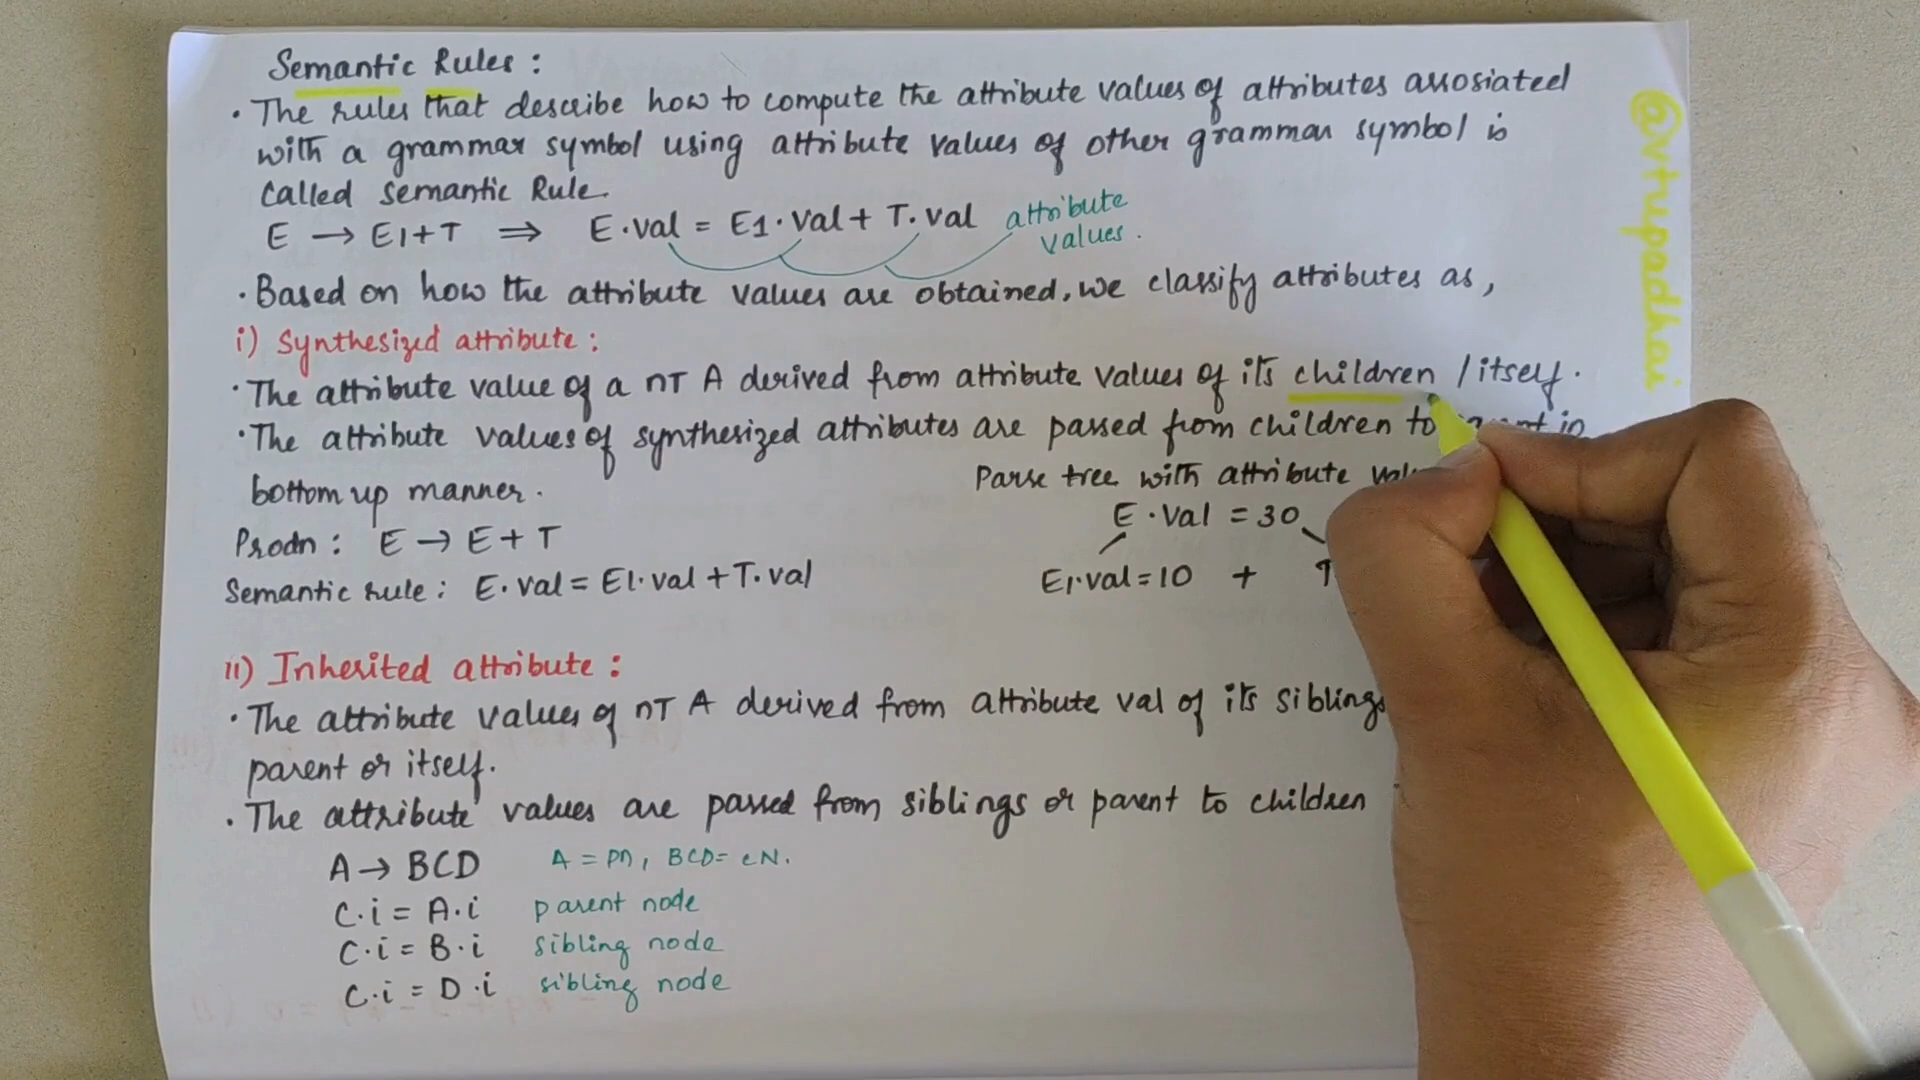 Semantic Rules :
• The rules that describe how to compute the attribute values of attributes assosiated
with a grammar symbol using attribute values of other grammar symbol is
Called Semantic Rule.
E → E1+T ⇒ E.val = E1.val + T.val attribute
values.
• Based on how the attribute values are obtained, we classify attributes as,
i) Synthesized attribute :
• The attribute value of a nT A derived from attribute values of its children / itself.
• The attribute values of synthesized attributes are passed from children to in
bottom up manner.
Parse tree with attribute
E.val = 30
Prodn : E → E + T
Semantic rule : E.val = E1.val + T.val
E1.val = 10 +
ii) Inherited attribute :
• The attribute values of nT A derived from attribute val of its siblings
parent or itself.
• The attribute values are passed from siblings or parent to children
A → BCD A = Pn, BCD = CN.
C.i = A.i parent node
C.i = B.i sibling node
C.i = D.i sibling node
@vtupadhai